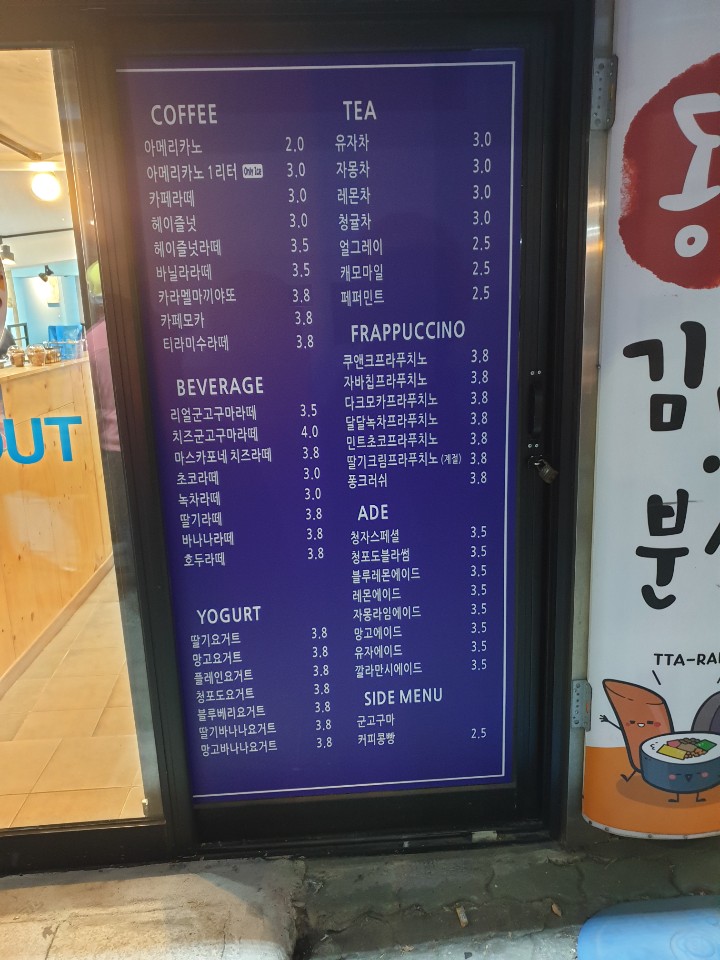 COFFEE
아메리카노 2.0
아메리카노 1리터 Only Ice 3.0
카페라떼 3.0
헤이즐넛 3.0
헤이즐넛라떼 3.5
바닐라라떼 3.5
카라멜마끼야또 3.8
카페모카 3.8
티라미수라떼 3.8
BEVERAGE
리얼군고구마라떼 3.5
치즈군고구마라떼 4.0
마스카포네 치즈라떼 3.8
초코라떼 3.0
녹차라떼 3.0
딸기라떼 3.8
바나나라떼 3.8
호두라떼 3.8
YOGURT
딸기요거트 3.8
망고요거트 3.8
플레인요거트 3.8
청포도요거트 3.8
블루베리요거트 3.8
딸기바나나요거트 3.8
망고바나나요거트 3.8
TEA
유자차 3.0
자몽차 3.0
레몬차 3.0
청귤차 3.0
얼그레이 2.5
캐모마일 2.5
페퍼민트 2.5
FRAPPUCCINO
쿠앤크프라푸치노 3.8
자바칩프라푸치노 3.8
다크모카프라푸치노 3.8
달달녹차프라푸치노 3.8
민트초코프라푸치노 3.8
딸기크림프라푸치노 (계절) 3.8
퐁크러쉬 3.8
ADE
청자스페셜 3.5
청포도블라썸 3.5
블루레몬에이드 3.5
레몬에이드 3.5
자몽라임에이드 3.5
망고에이드 3.5
유자에이드 3.5
깔라만시에이드 3.5
SIDE MENU
군고구마
커피콩빵 2.5
OUT
김
분
TTA-RA